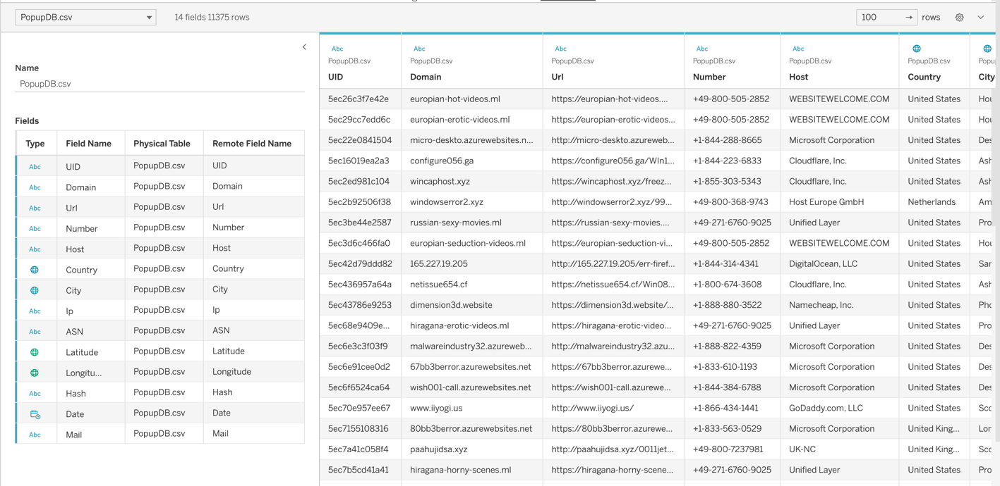 PopupDB.csv 14 fields 11375 rows 100 → rows
Name
PopupDB.csv
Fields
Type Field Name Physical Table Remote Field Name
Abc UID PopupDB.csv UID
Abc Domain PopupDB.csv Domain
Abc Url PopupDB.csv Url
Abc Number PopupDB.csv Number
Abc Host PopupDB.csv Host
Country PopupDB.csv Country
City PopupDB.csv City
Abc Ip PopupDB.csv Ip
Abc ASN PopupDB.csv ASN
Latitude PopupDB.csv Latitude
Longitu... PopupDB.csv Longitude
Abc Hash PopupDB.csv Hash
Date PopupDB.csv Date
Abc Mail PopupDB.csv Mail
Abc Abc Abc Abc Abc
PopupDB.csv PopupDB.csv PopupDB.csv PopupDB.csv PopupDB.csv PopupDB.csv Popu
UID Domain Url Number Host Country City
5ec26c3f7e42e europian-hot-videos.ml https://europian-hot-videos.... +49-800-505-2852 WEBSITEWELCOME.COM United States Hou
5ec29cc7edd6c europian-erotic-videos.ml https://europian-erotic-videos... +49-800-505-2852 WEBSITEWELCOME.COM United States Hou
5ec22e0841504 micro-deskto.azurewebsites.n... http://micro-deskto.azureweb... +1-844-288-8665 Microsoft Corporation United States Des
5ec16019ea2a3 configure056.ga https://configure056.ga/WIn1... +1-844-223-6833 Cloudflare, Inc. United States Ash
5ec2ed981c104 wincaphost.xyz https://wincaphost.xyz/freez... +1-855-303-5343 Cloudflare, Inc. United States Ash
5ec2b92506f38 windowserror2.xyz http://windowserror2.xyz/99... +49-800-368-9743 Host Europe GmbH Netherlands Am
5ec3be44e2587 russian-sexy-movies.ml https://russian-sexy-movies.... +49-271-6760-9025 Unified Layer United States Pro
5ec3d6c466fa0 europian-seduction-videos.ml https://europian-seduction-vi... +49-800-505-2852 WEBSITEWELCOME.COM United States Hou
5ec42d79ddd82 165.227.19.205 http://165.227.19.205/err-firef... +1-844-314-4341 DigitalOcean, LLC United States Sar
5ec436957a64a netissue654.cf https://netissue654.cf/Win08... +1-800-674-3608 Cloudflare, Inc. United States Ash
5ec43786e9253 dimension3d.website https://dimension3d.website/... +1-888-880-3522 Namecheap, Inc. United States Pho
5ec68e9409e... hiragana-erotic-videos.ml https://hiragana-erotic-video... +49-271-6760-9025 Unified Layer United States Pro
5ec6e3c3f03f9 malwareindustry32.azureweb... http://malwareindustry32.azu... +1-888-822-4359 Microsoft Corporation United States Des
5ec6e91cee0d2 67bb3berror.azurewebsites.net https://67bb3berror.azurewe... +1-833-610-1193 Microsoft Corporation United States Des
5ec6f6524ca64 wish001-call.azurewebsites.net https://wish001-call.azurewe... +1-844-384-6788 Microsoft Corporation United States Des
5ec70e957ee67 www.iiyogi.us http://www.iiyogi.us/ +1-866-434-1441 GoDaddy.com, LLC United States Sco
5ec7155108316 80bb3berror.azurewebsites.net https://80bb3berror.azurewe... +1-833-563-0529 Microsoft Corporation United King... Lor
5ec7a41c058f4 paahujidsa.xyz http://paahujidsa.xyz/0011jet... +49-800-7237981 UK-NC United King... Sco
5ec7b5cd41a41 hiragana-horny-scenes.ml https://hiragana-horny-scene... +49-271-6760-9025 Unified Layer United States Pro